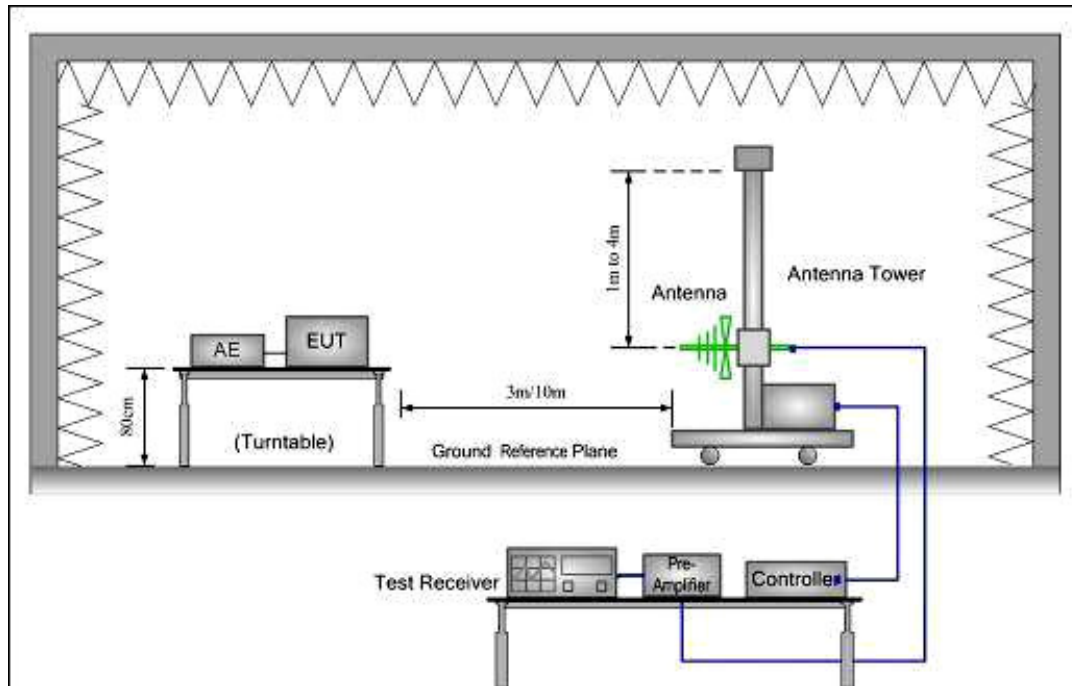 1m to 4m
Antenna Tower
Antenna
AE
EUT
80cm
3m/10m
(Turntable)
Ground Reference Plane
Test Receiver
Pre-
Amplifier
Controller